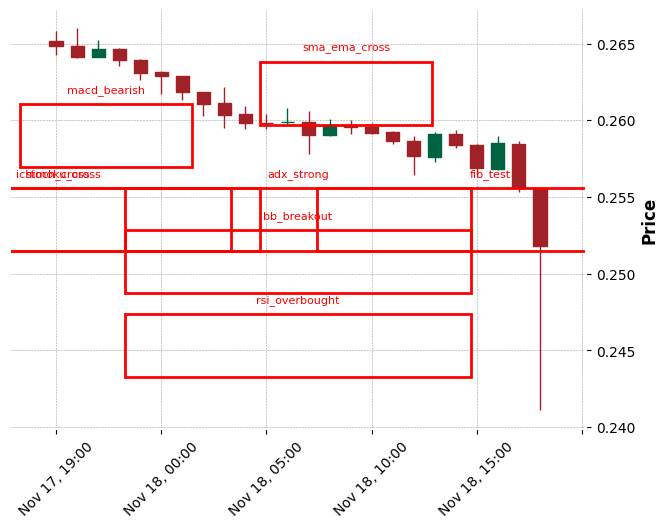 sma_ema_cross
0.265
macd_bearish
0.260
adx_strong
fib_test
0.255
bb_breakout
0.250
rsi_overbought
0.245
0.240
Price
Nov 17, 19:00
Nov 18, 00:00
Nov 18, 05:00
Nov 18, 10:00
Nov 18, 15:00